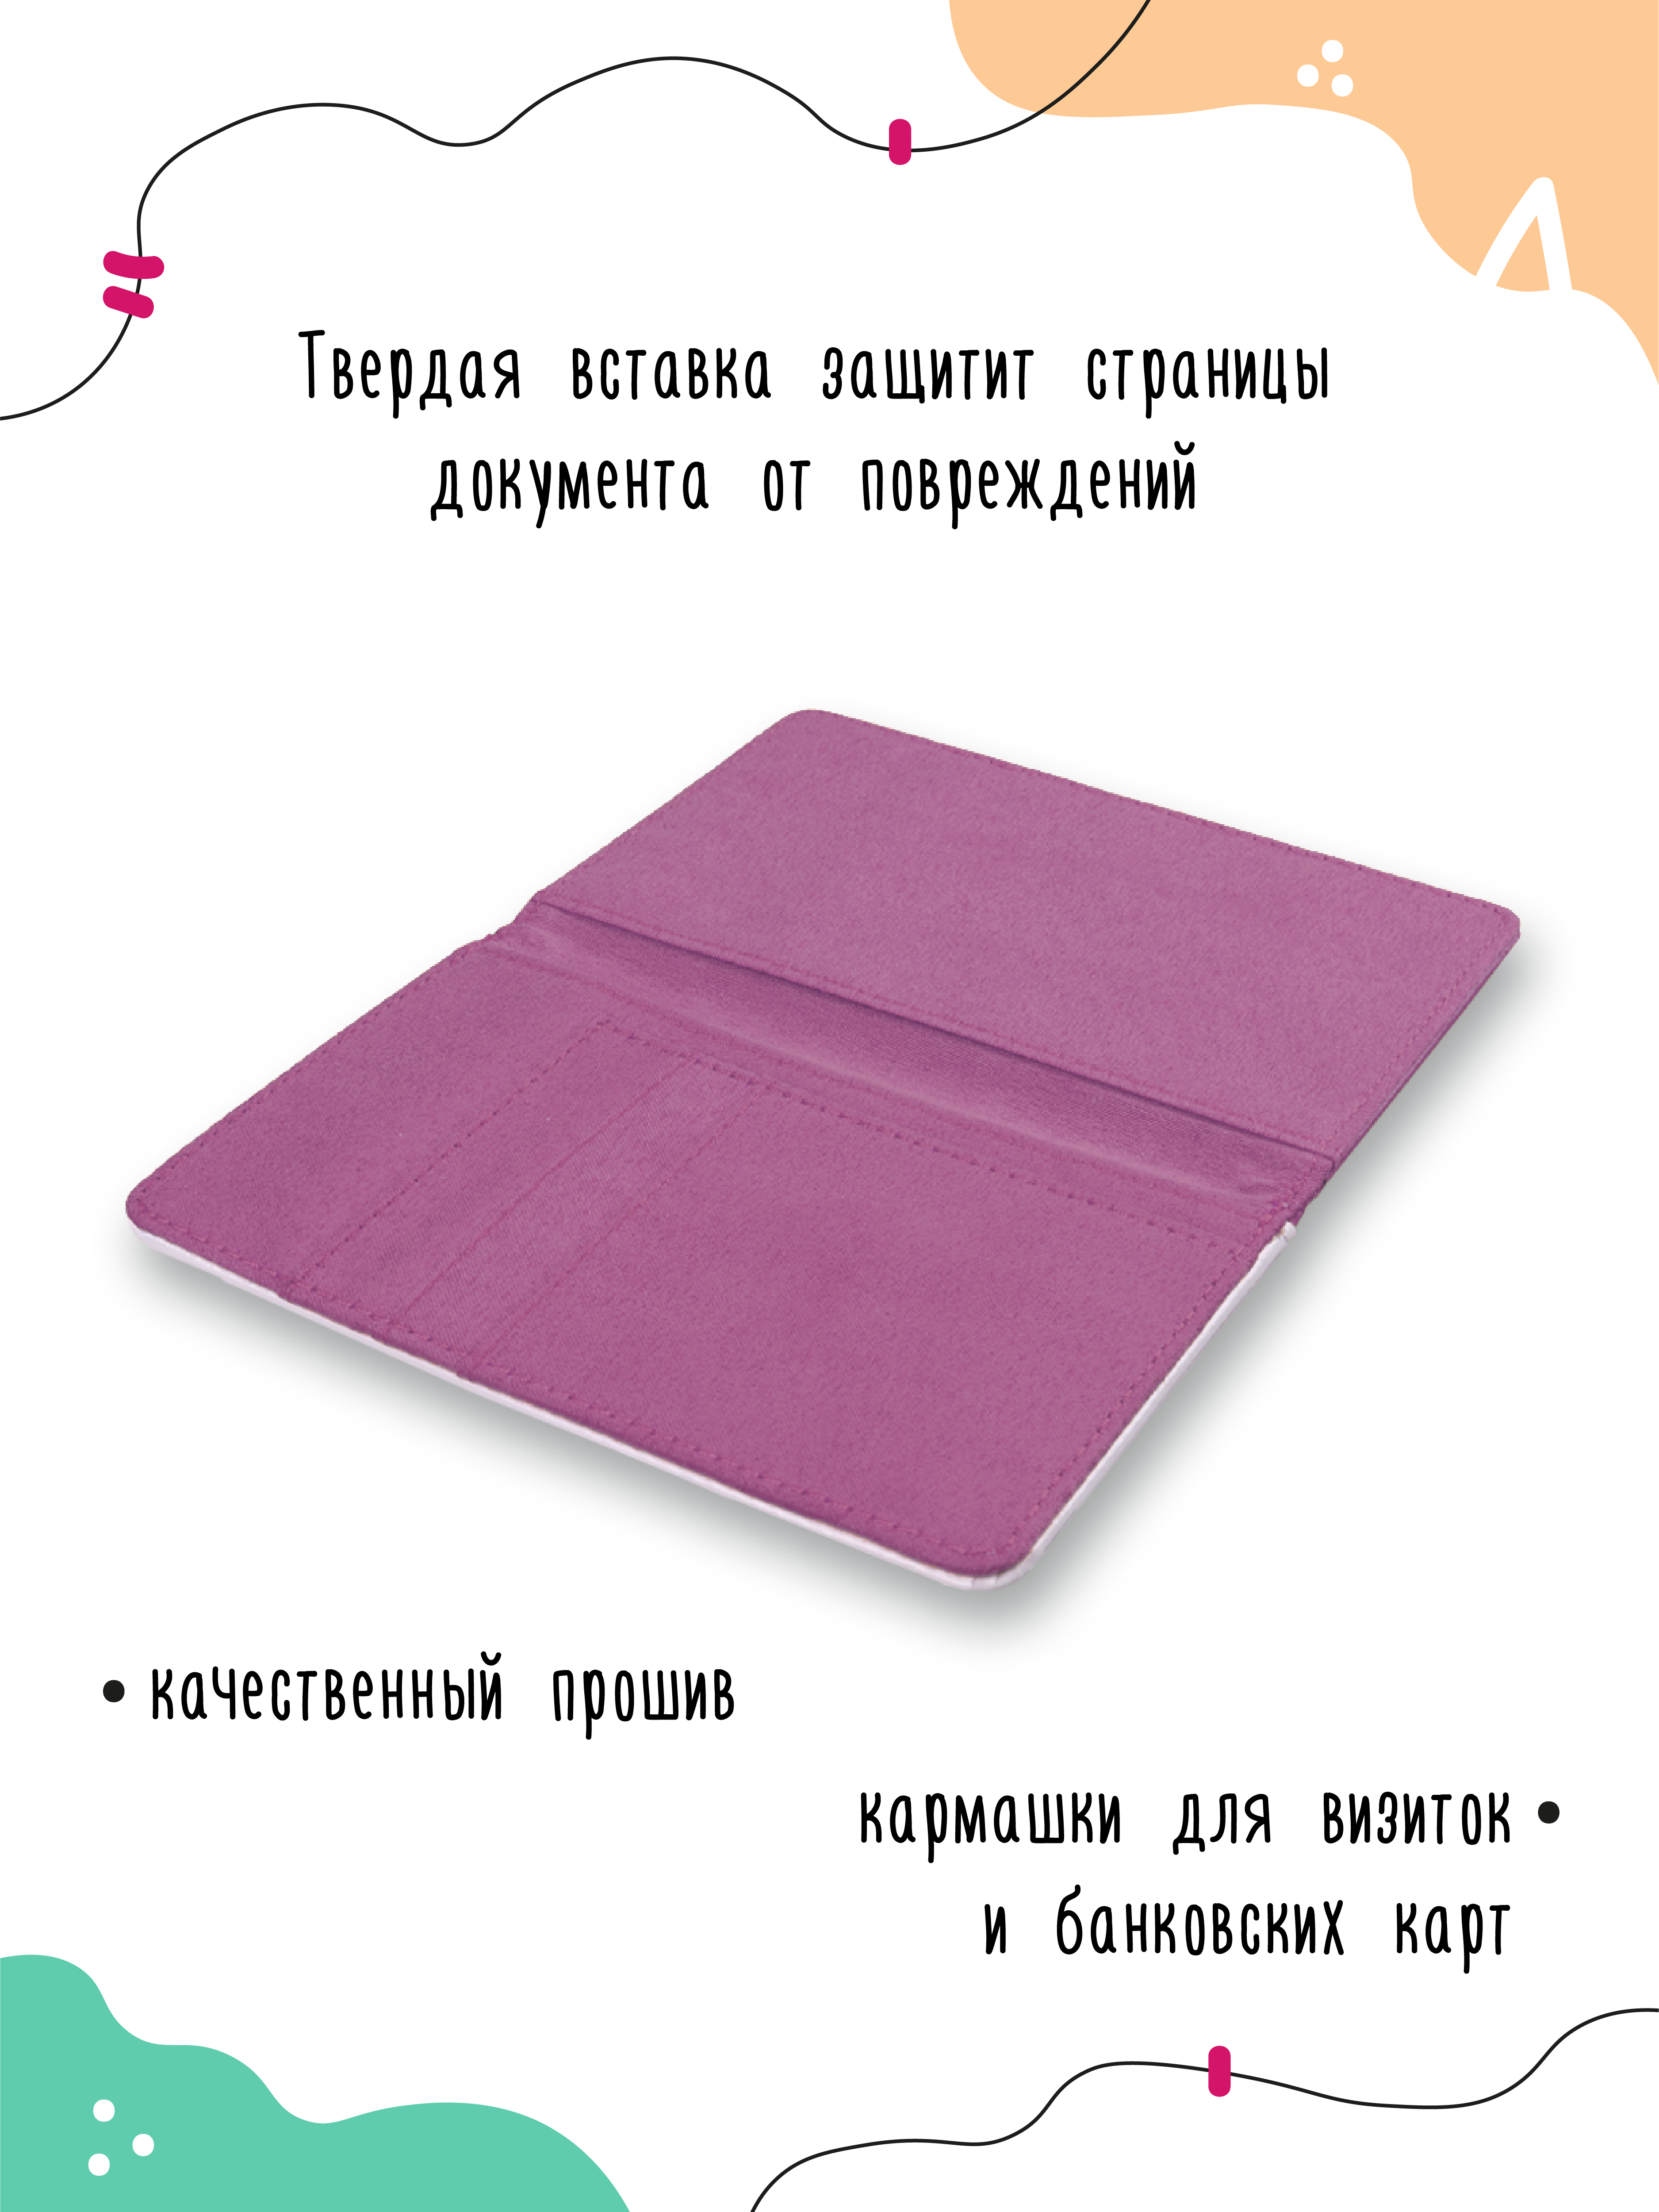 Твердая вставка защитит страницы
документа от повреждений
• качественный прошив
кармашки для визиток •
и банковских карт